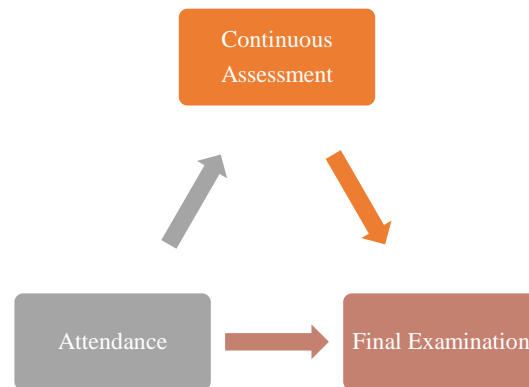 Continuous
Assessment
Attendance
Final Examination